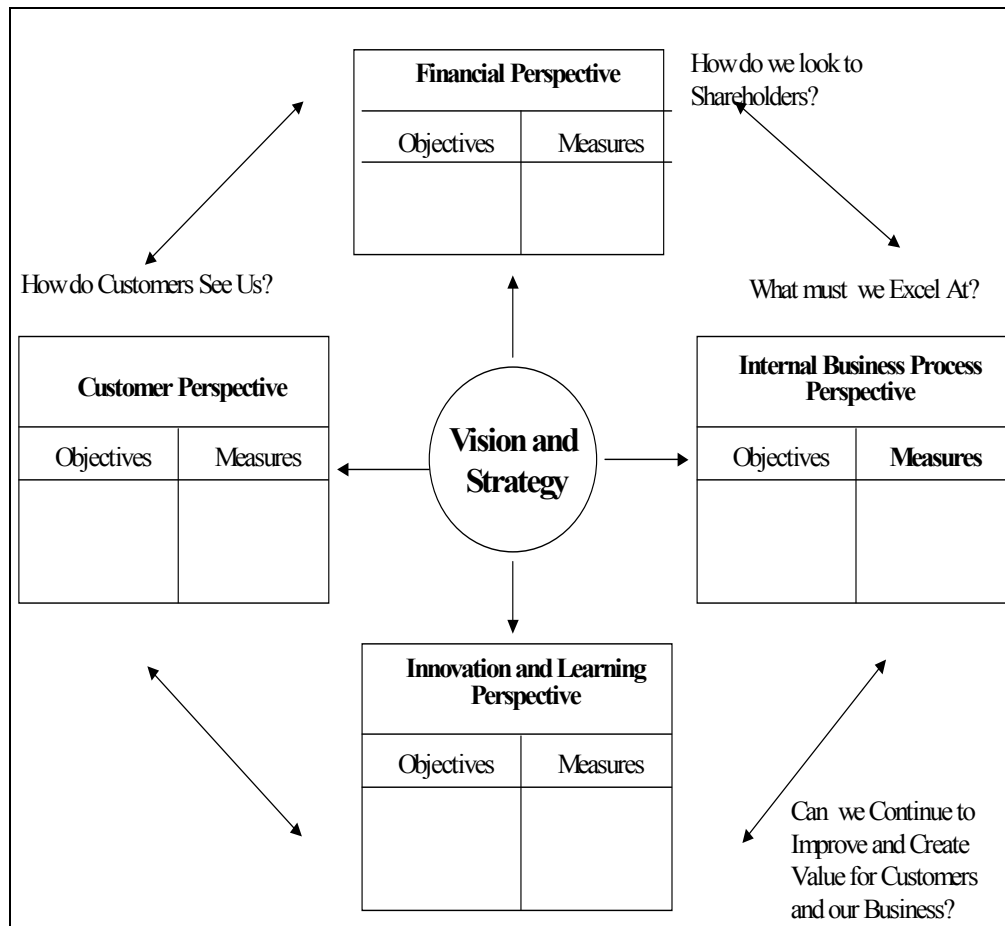 Financial Perspective
Objectives Measures
How do we look to
Shareholders?
How do Customers See Us?
What must we Excel At?
Customer Perspective
Objectives Measures
Vision and
Strategy
Internal Business Process
Perspective
Objectives Measures
Innovation and Learning
Perspective
Objectives Measures
Can we Continue to
Improve and Create
Value for Customers
and our Business?